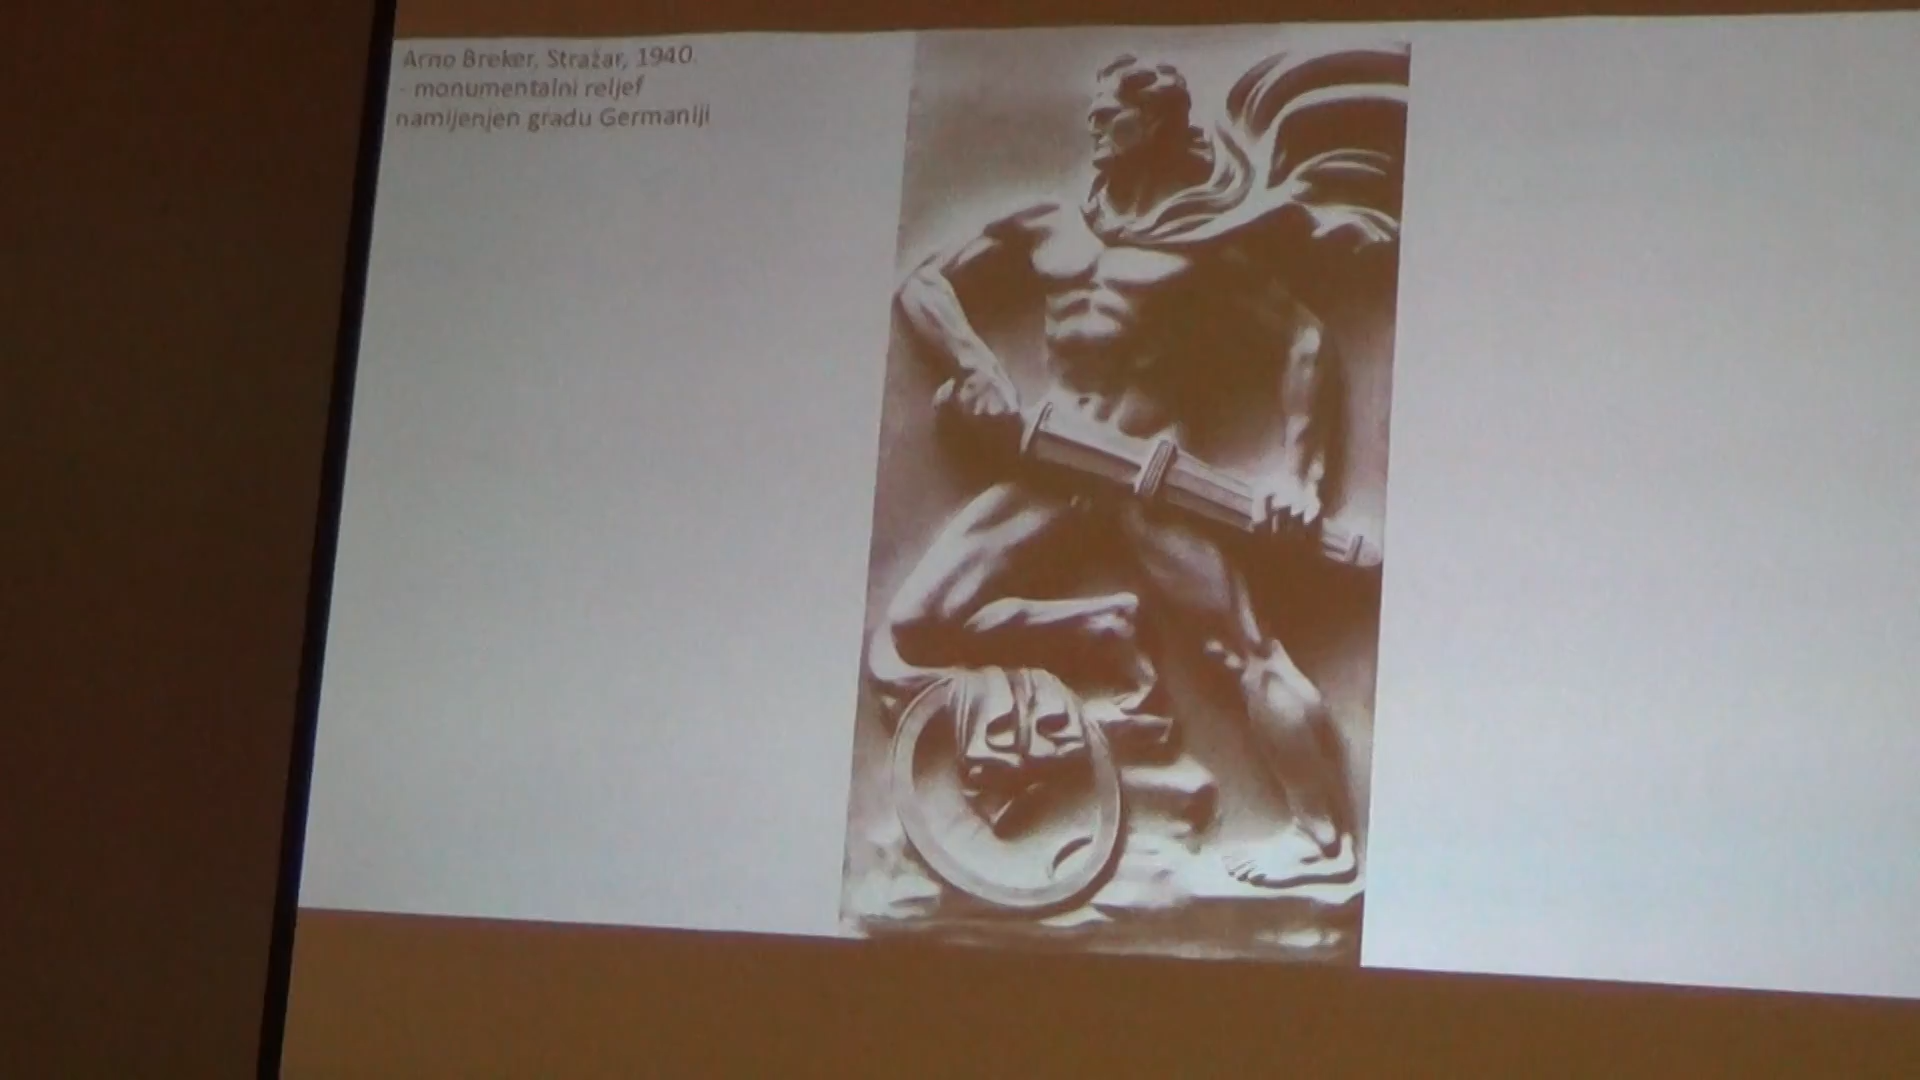 Arno Breker, Stražar, 1940.
- monumentalni reljef
namijenjen gradu Germaniji